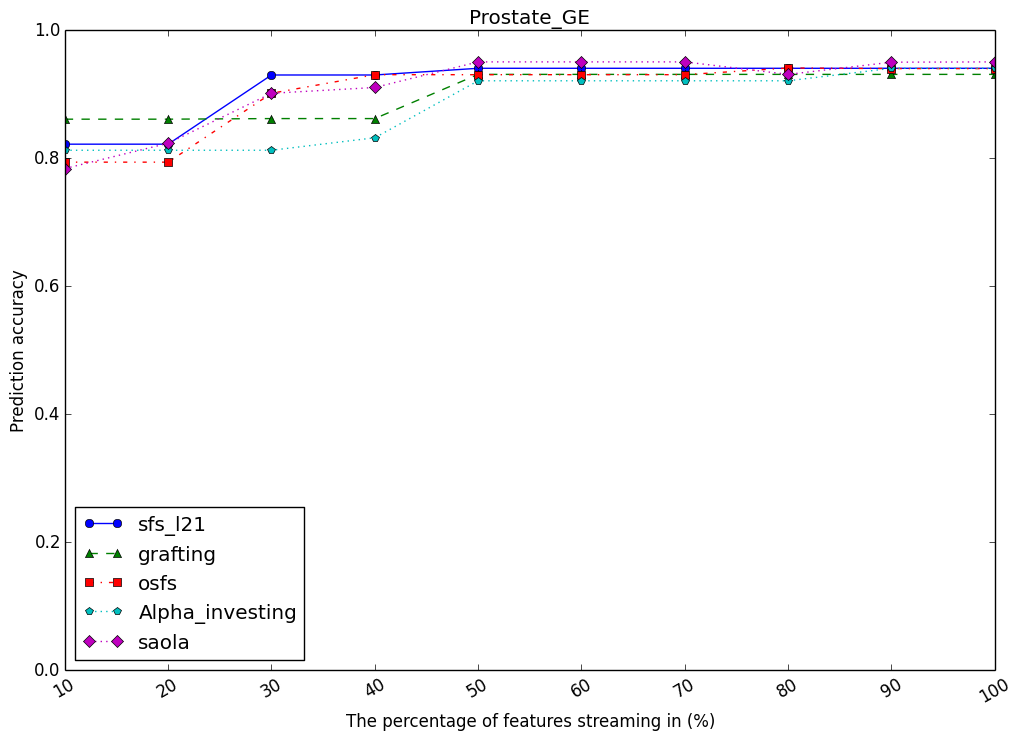 Prostate_GE
1.0
0.8
0.6
0.4
0.2
0.0
Prediction accuracy
sfs_l21
grafting
osfs
Alpha_investing
saola
10 20 30 40 50 60 70 80 90 100
The percentage of features streaming in (%)